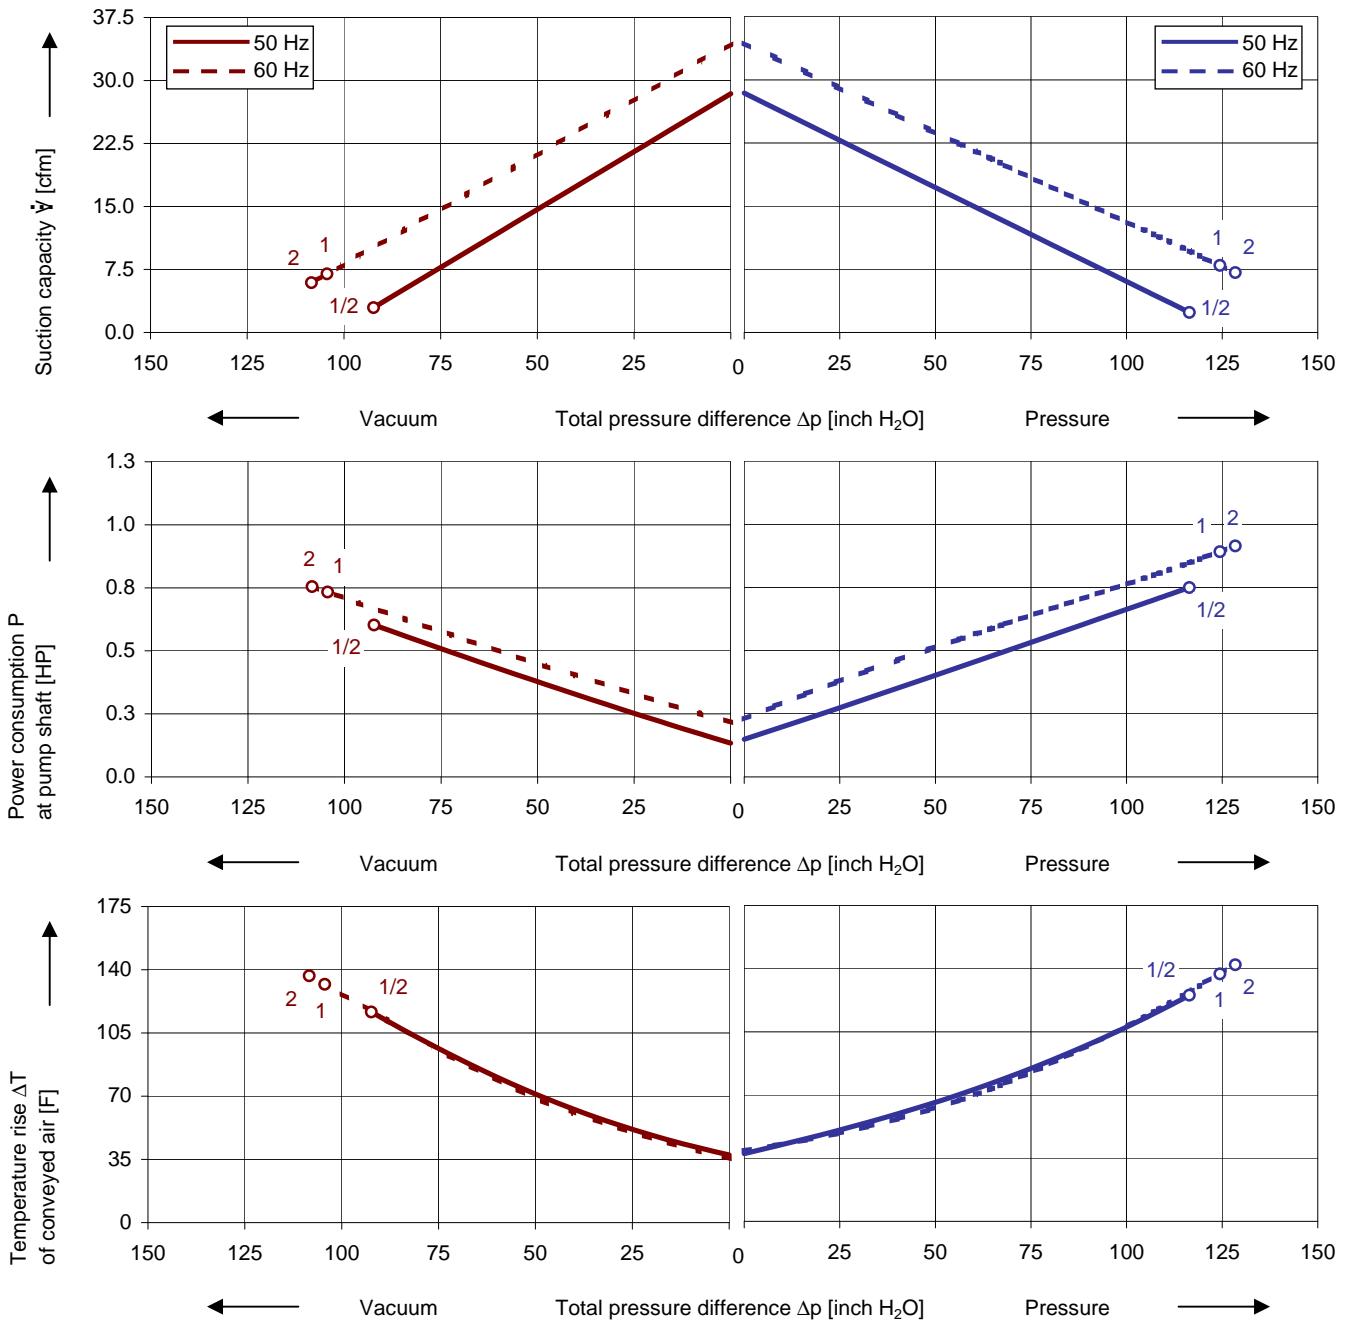 37.5
30.0
22.5
15.0
7.5
0.0
Suction capacity V̇ [cfm]
50 Hz
60 Hz
50 Hz
60 Hz
2
1
1/2
1
2
1/2
150 125 100 75 50 25 0 25 50 75 100 125 150
Vacuum Total pressure difference Δp [inch H₂O] Pressure
1.3
1.0
0.8
0.5
0.3
0.0
Power consumption P
at pump shaft [HP]
2
1
1/2
1
2
1/2
150 125 100 75 50 25 0 25 50 75 100 125 150
Vacuum Total pressure difference Δp [inch H₂O] Pressure
175
140
105
70
35
0
Temperature rise ΔT
of conveyed air [F]
2
1
1/2
1/2
1
2
150 125 100 75 50 25 0 25 50 75 100 125 150
Vacuum Total pressure difference Δp [inch H₂O] Pressure